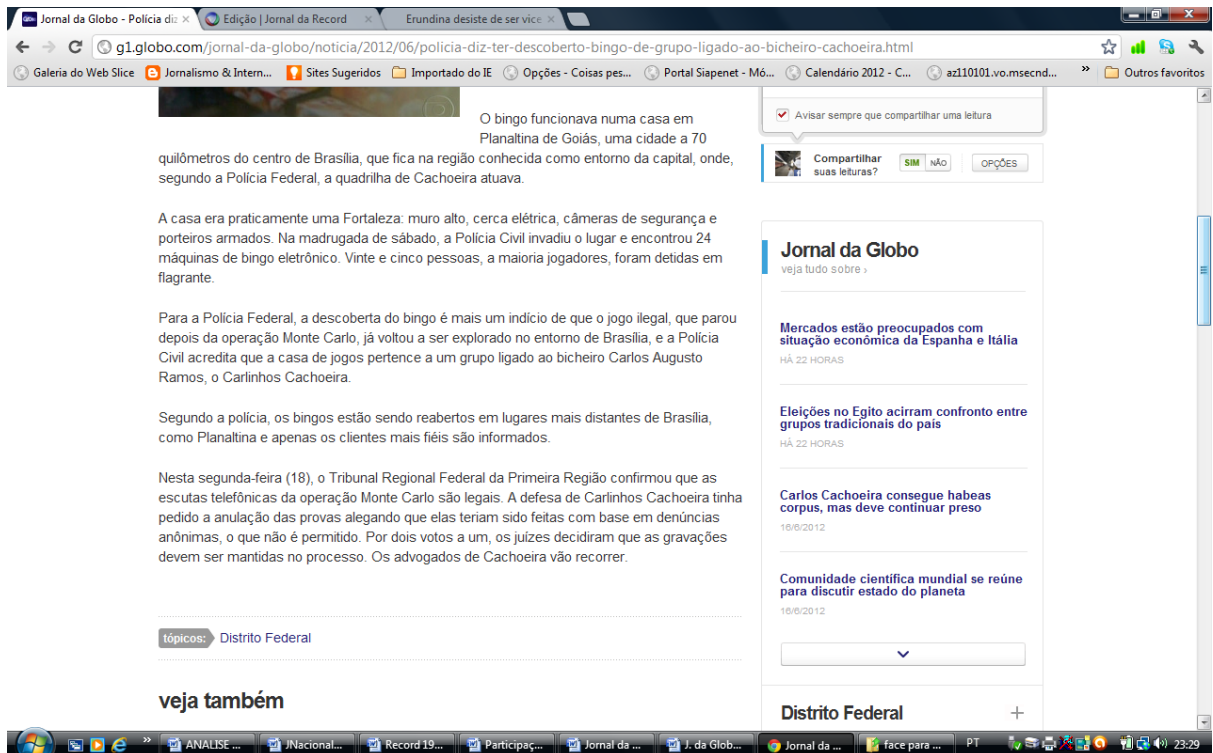 Jornal da Globo - Polícia diz
Edição | Jornal da Record
Erundina desiste de ser vice
g1.globo.com/jornal-da-globo/noticia/2012/06/policia-diz-ter-descoberto-bingo-de-grupo-ligado-ao-bicheiro-cachoeira.html
Galeria do Web Slice
Jornalismo & Intern...
Sites Sugeridos
Importado do IE
Opções - Coisas pes...
Portal Siapenet - Mó...
Calendário 2012 - C...
az110101.vo.msecnd...
»
Outros favoritos
O bingo funcionava numa casa em
Planaltina de Goiás, uma cidade a 70
quilômetros do centro de Brasília, que fica na região conhecida como entorno da capital, onde,
segundo a Polícia Federal, a quadrilha de Cachoeira atuava.
A casa era praticamente uma Fortaleza: muro alto, cerca elétrica, câmeras de segurança e
porteiros armados. Na madrugada de sábado, a Polícia Civil invadiu o lugar e encontrou 24
máquinas de bingo eletrônico. Vinte e cinco pessoas, a maioria jogadores, foram detidas em
flagrante.
Para a Polícia Federal, a descoberta do bingo é mais um indício de que o jogo ilegal, que parou
depois da operação Monte Carlo, já voltou a ser explorado no entorno de Brasília, e a Polícia
Civil acredita que a casa de jogos pertence a um grupo ligado ao bicheiro Carlos Augusto
Ramos, o Carlinhos Cachoeira.
Segundo a polícia, os bingos estão sendo reabertos em lugares mais distantes de Brasília,
como Planaltina e apenas os clientes mais fiéis são informados.
Nesta segunda-feira (18), o Tribunal Regional Federal da Primeira Região confirmou que as
escutas telefônicas da operação Monte Carlo são legais. A defesa de Carlinhos Cachoeira tinha
pedido a anulação das provas alegando que elas teriam sido feitas com base em denúncias
anônimas, o que não é permitido. Por dois votos a um, os juízes decidiram que as gravações
devem ser mantidas no processo. Os advogados de Cachoeira vão recorrer.
tópicos: Distrito Federal
veja também
Avisar sempre que compartilhar uma leitura
Compartilhar
suas leituras?
SIM NÃO
OPÇÕES
Jornal da Globo
veja tudo sobre ›
Mercados estão preocupados com
situação econômica da Espanha e Itália
HÁ 22 HORAS
Eleições no Egito acirram confronto entre
grupos tradicionais do país
HÁ 22 HORAS
Carlos Cachoeira consegue habeas
corpus, mas deve continuar preso
16/6/2012
Comunidade científica mundial se reúne
para discutir estado do planeta
16/6/2012
Distrito Federal +
» ANALISE ...
JNacional...
Record 19...
Participaç...
Jornal da ...
J. da Glob...
Jornal da ...
face para ...
PT
23:29